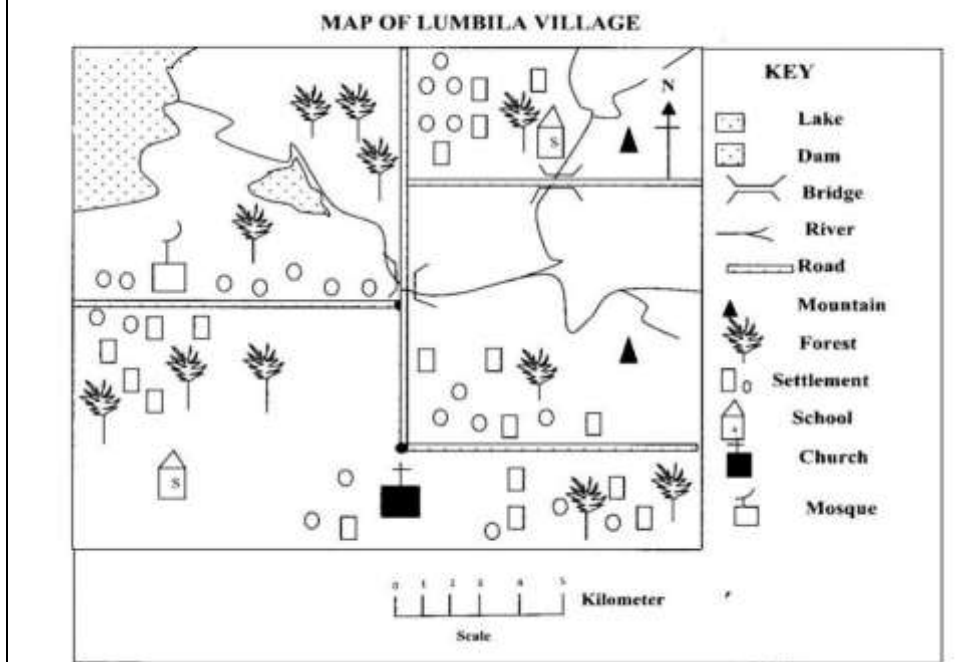 MAP OF LUMBILA VILLAGE
S
N
S
KEY
Lake
Dam
Bridge
River
Road
Mountain
Forest
Settlement
School
Church
Mosque
0 1 2 3 4 5
Kilometer
Scale